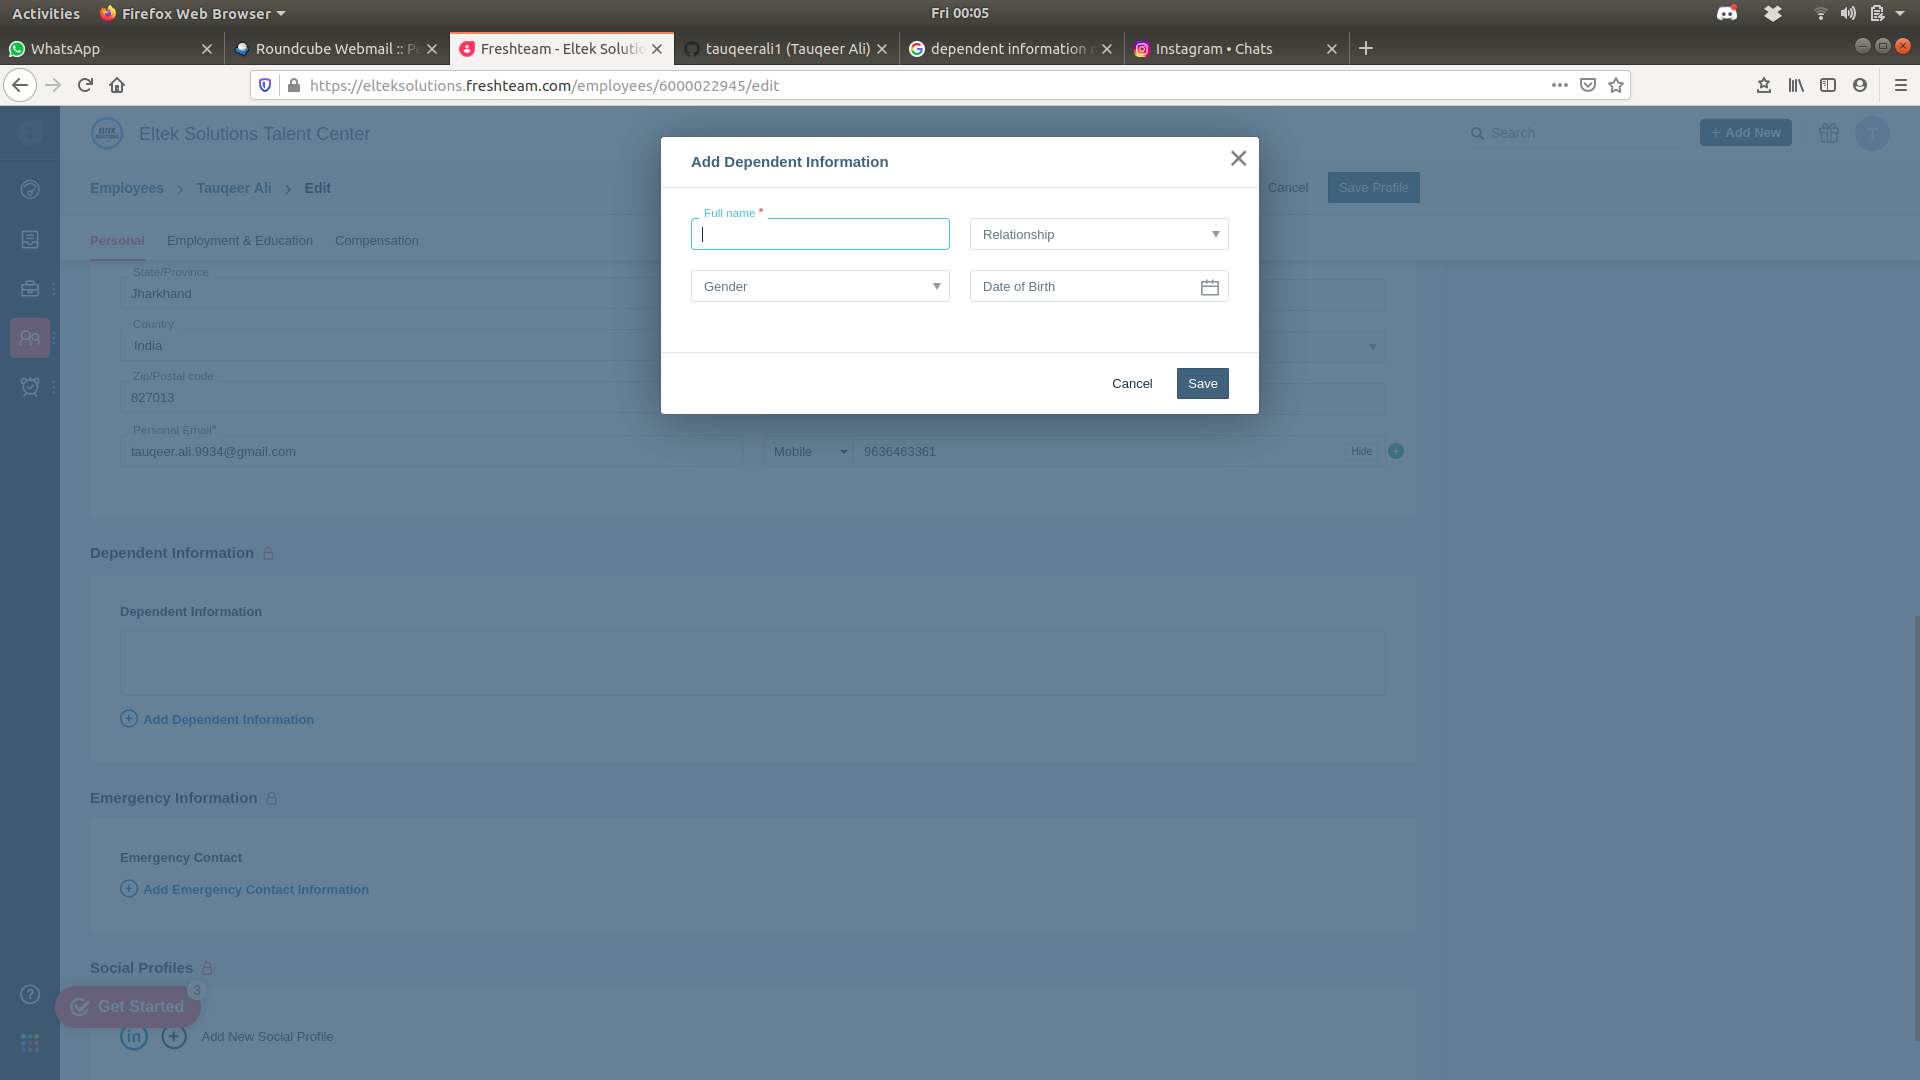 Activities Firefox Web Browser Fri 00:05
WhatsApp Roundcube Webmail :: Freshteam - Eltek Soluti tauqeerali1 (Tauqeer Ali) dependent information Instagram • Chats
https://elteksolutions.freshteam.com/employees/6000022945/edit
ELTEK SOLUTIONS
Eltek Solutions Talent Center Search + Add New T
Employees > Tauqeer Ali > Edit Cancel Save Profile
Personal Employment & Education Compensation
Add Dependent Information
Full name *
Relationship
Gender
Date of Birth
Cancel Save
State/Province
Jharkhand
Country
India
Zip/Postal code
827013
Personal Email*
tauqeer.ali.9934@gmail.com Mobile 9636463361 Hide
Dependent Information
Dependent Information
Add Dependent Information
Emergency Information
Emergency Contact
Add Emergency Contact Information
Social Profiles
3
Get Started
in Add New Social Profile